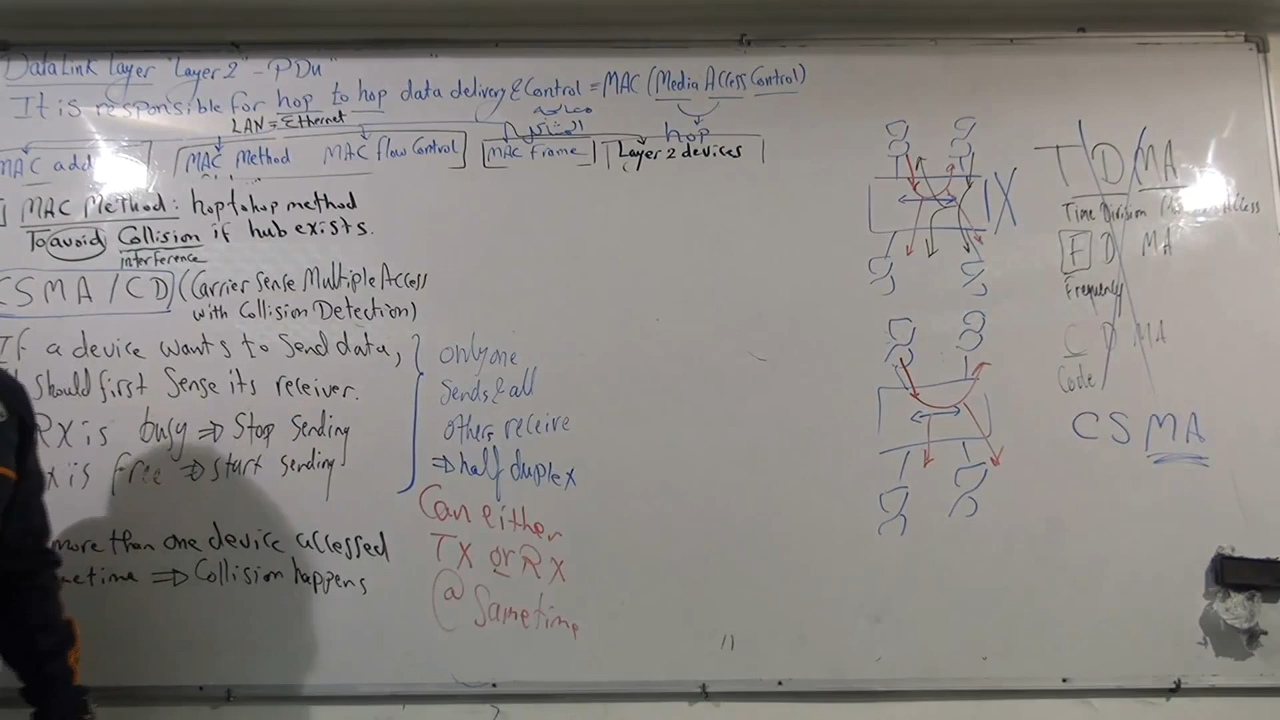 DataLink Layer "Layer 2" - PDU
It is responsible for hop to hop data delivery & Control = MAC (Media Access Control)
LAN = Ethernet
hop
MAC add
MAC Method MAC flow Control
MAC Frame
Layer 2 devices
MAC Method: hop to hop method
To avoid Collision if hub exists.
interference
CSMA/CD (Carrier Sense Multiple Access
with Collision Detection)
If a device wants to Send data,
should first Sense its receiver.
RX is busy ⇒ Stop Sending
x is free ⇒ start sending
more than one device accessed
metime ⇒ Collision happens
only one
Sends & all
others receive
⇒ half duplex
Can either
TX or RX
@ Sametime
TDMA
Time Division Access
F D MA
Frequency
C D MA
Code
CSMA